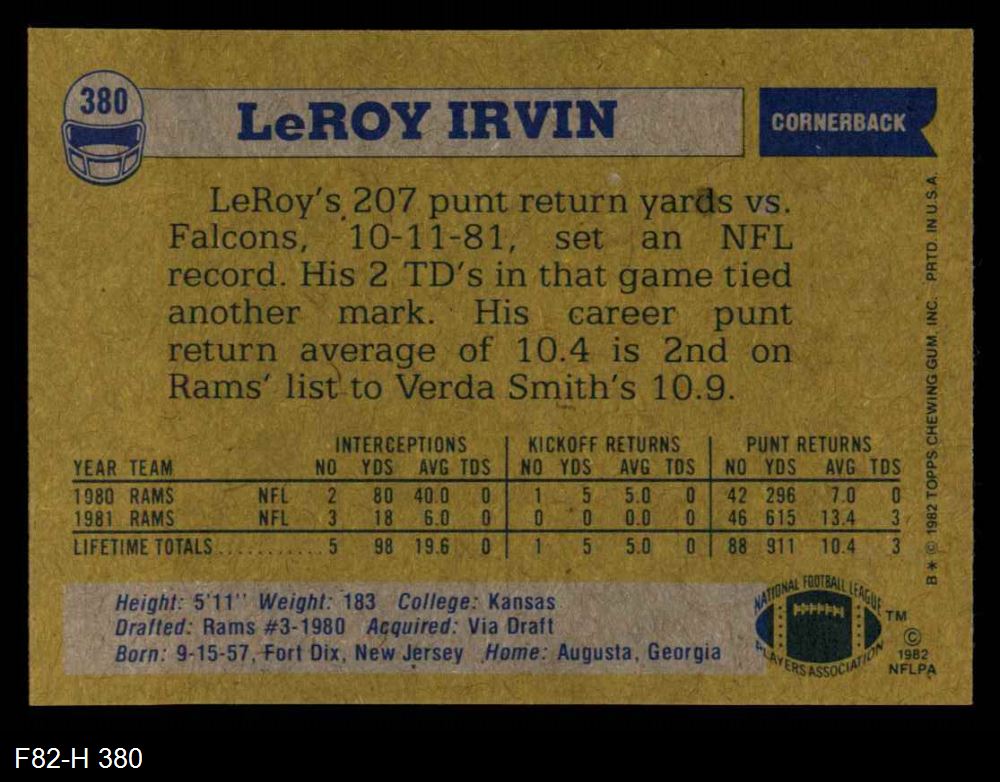 380
LeROY IRVIN
CORNERBACK
LeRoy's 207 punt return yards vs.
Falcons, 10-11-81, set an NFL
record. His 2 TD's in that game tied
another mark. His career punt
return average of 10.4 is 2nd on
Rams' list to Verda Smith's 10.9.
INTERCEPTIONS KICKOFF RETURNS PUNT RETURNS
YEAR TEAM NO YDS AVG TDS NO YDS AVG TDS NO YDS AVG TDS
1980 RAMS NFL 2 80 40.0 0 1 5 5.0 0 42 296 7.0 0
1981 RAMS NFL 3 18 6.0 0 0 0 0.0 0 46 615 13.4 3
LIFETIME TOTALS............ 5 98 19.6 0 1 5 5.0 0 88 911 10.4 3
Height: 5'11" Weight: 183 College: Kansas
Drafted: Rams #3-1980 Acquired: Via Draft
Born: 9-15-57, Fort Dix, New Jersey Home: Augusta, Georgia
NATIONAL FOOTBALL LEAGUE
PLAYERS ASSOCIATION
TM
©
1982
NFLPA
B * © 1982 TOPPS CHEWING GUM, INC. PRTD. IN U.S.A.
F82-H 380